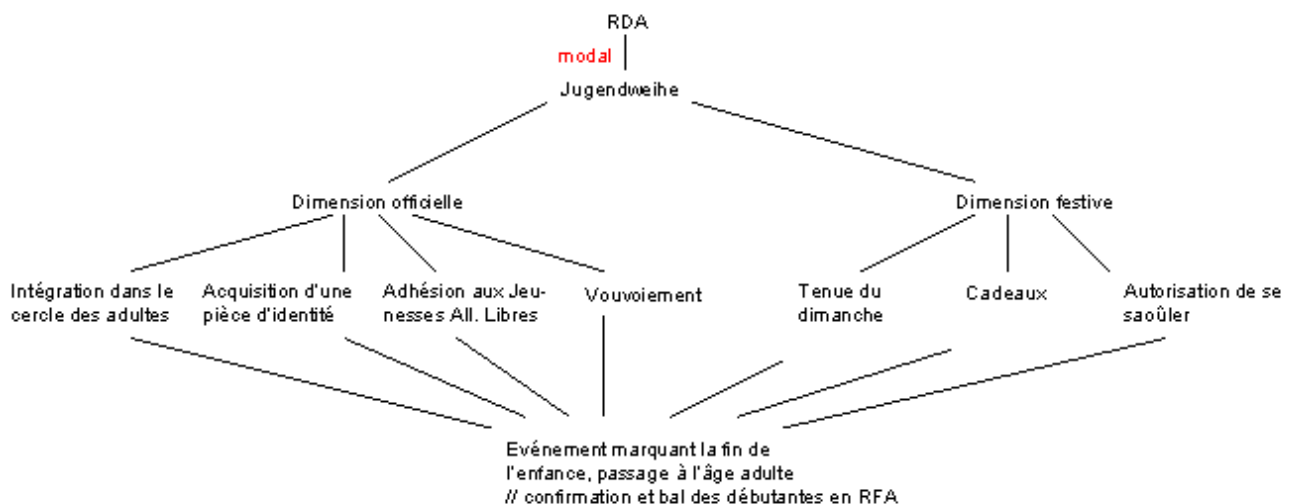 RDA
modal
Jugendweihe
Dimension officielle
Dimension festive
Intégration dans le
cercle des adultes
Acquisition d'une
pièce d'identité
Adhésion aux Jeu-
nesses All. Libres
Vouvoiement
Tenue du
dimanche
Cadeaux
Autorisation de se
saoûler
Evénement marquant la fin de
l'enfance, passage à l'âge adulte
// confirmation et bal des débutantes en RFA